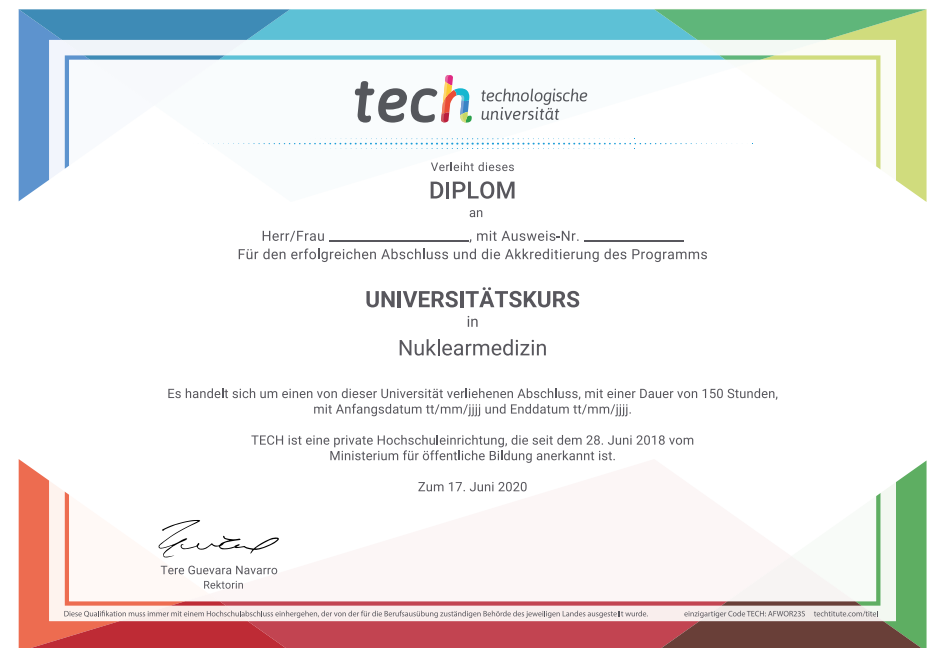 tech technologische
universität
Verleiht dieses
DIPLOM
an
Herr/Frau ____________________, mit Ausweis-Nr. ______________
Für den erfolgreichen Abschluss und die Akkreditierung des Programms
UNIVERSITÄTSKURS
in
Nuklearmedizin
Es handelt sich um einen von dieser Universität verliehenen Abschluss, mit einer Dauer von 150 Stunden,
mit Anfangsdatum tt/mm/jjjj und Enddatum tt/mm/jjjj.
TECH ist eine private Hochschuleinrichtung, die seit dem 28. Juni 2018 vom
Ministerium für öffentliche Bildung anerkannt ist.
Zum 17. Juni 2020
Tere Guevara Navarro
Rektorin
Diese Qualifikation muss immer mit einem Hochschulabschluss einhergehen, der von der für die Berufsausübung zuständigen Behörde des jeweiligen Landes ausgestellt wurde. einzigartiger Code TECH: AFWOR23S techtitute.com/titel